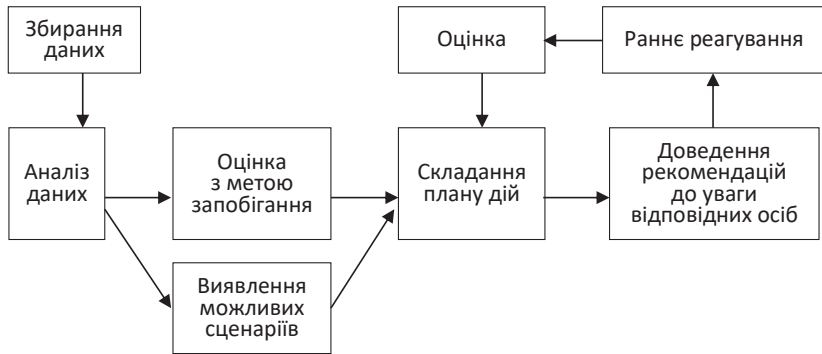 Збирання
даних
Оцінка
Раннє реагування
Аналіз
даних
Оцінка
з метою
запобігання
Складання
плану дій
Доведення
рекомендацій
до уваги
відповідних осіб
Виявлення
можливих
сценаріїв